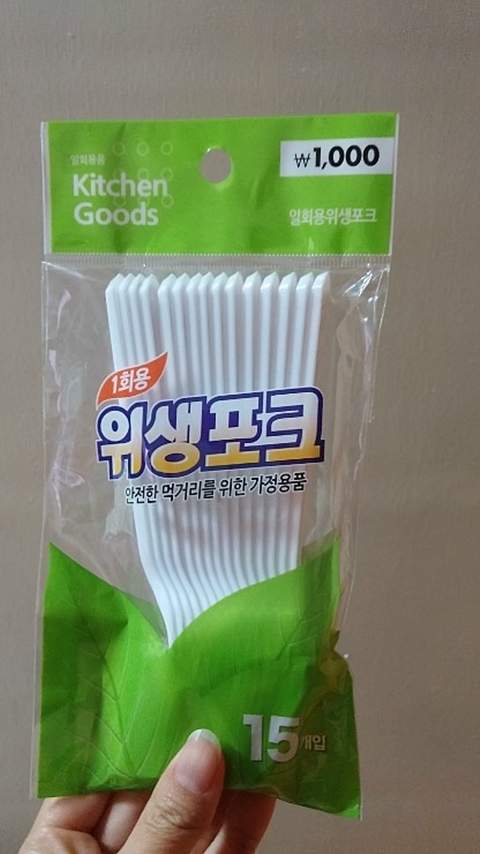 일회용품
Kitchen
Goods
₩1,000
일회용위생포크
1회용
위생포크
안전한 먹거리를 위한 가정용품
15개입